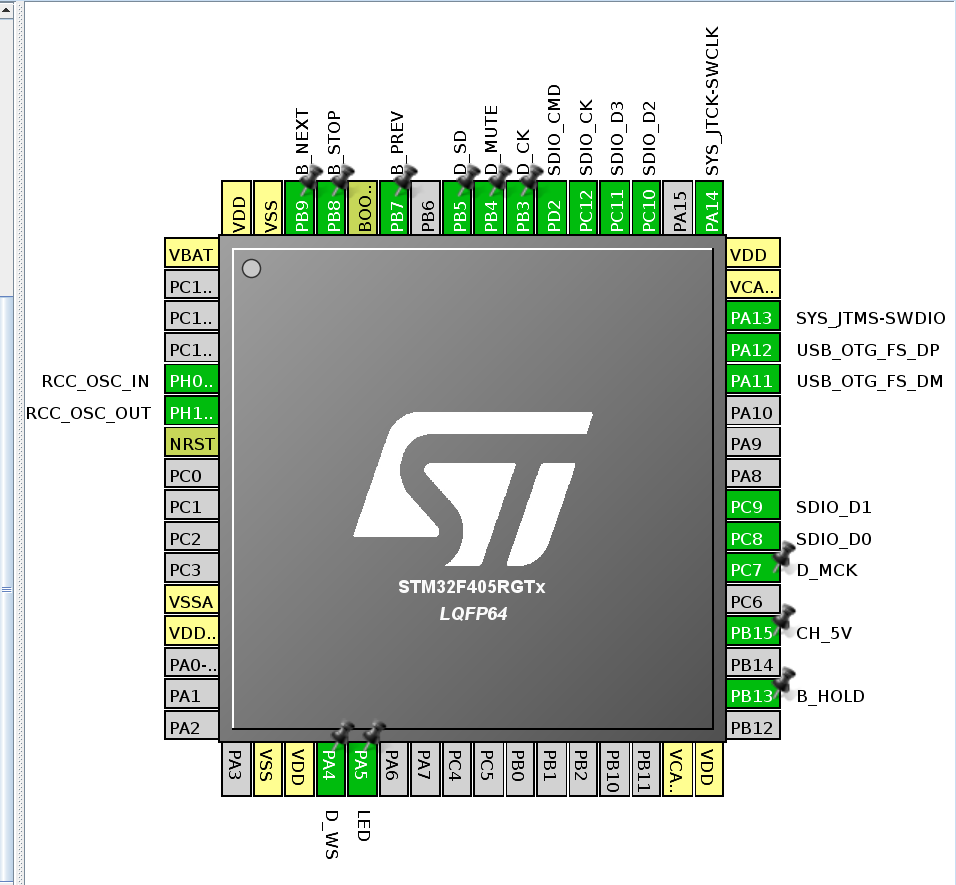 B_NEXT
B_STOP
B_PREV
D_SD
D_MUTE
D_CK
SDIO_CMD
SDIO_CK
SDIO_D3
SDIO_D2
SYS_JTCK-SWCLK
VDD
VSS
PB9
PB8
BOO..
PB7
PB6
PB5
PB4
PB3
PD2
PC12
PC11
PC10
PA15
PA14
VBAT
PC1..
PC1..
PC1..
RCC_OSC_IN PH0..
RCC_OSC_OUT PH1..
NRST
PC0
PC1
PC2
PC3
VSSA
VDD..
PA0-..
PA1
PA2
ST
STM32F405RGTx
LQFP64
VDD
VCA..
PA13 SYS_JTMS-SWDIO
PA12 USB_OTG_FS_DP
PA11 USB_OTG_FS_DM
PA10
PA9
PA8
PC9 SDIO_D1
PC8 SDIO_D0
PC7 D_MCK
PC6
PB15 CH_5V
PB14
PB13 B_HOLD
PB12
PA3
VSS
VDD
PA4
PA5
PA6
PA7
PC4
PC5
PB0
PB1
PB2
PB10
PB11
VCA..
VDD
D_WS
LED